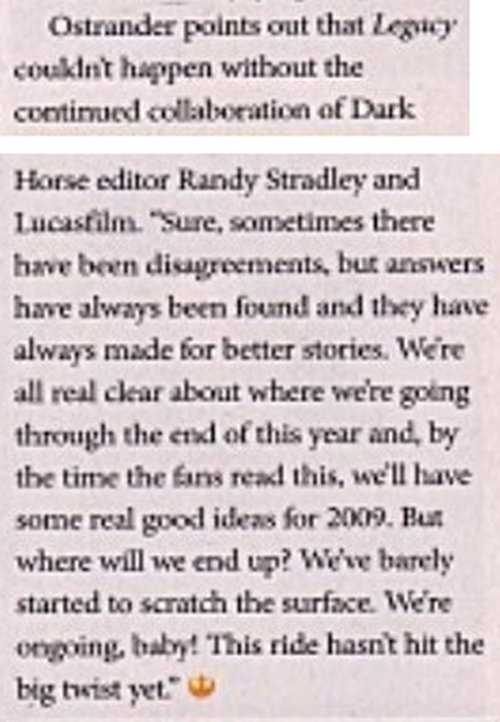 Ostrander points out that Legacy
couldn't happen without the
continued collaboration of Dark
Horse editor Randy Stradley and
Lucasfilm. "Sure, sometimes there
have been disagreements, but answers
have always been found and they have
always made for better stories. We're
all real clear about where we're going
through the end of this year and, by
the time the fans read this, we'll have
some real good ideas for 2009. But
where will we end up? We've barely
started to scratch the surface. We're
ongoing, baby! This ride hasn't hit the
big twist yet."